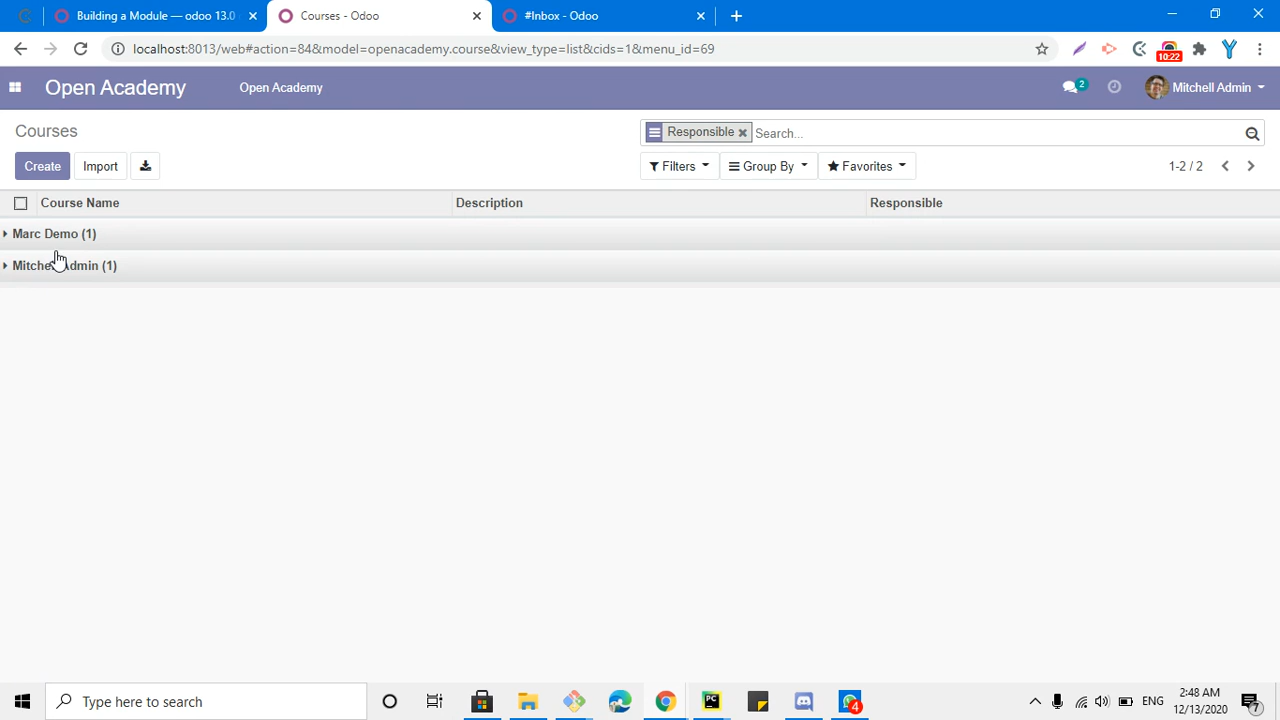 Building a Module — odoo 13.0
Courses - Odoo
#Inbox - Odoo
localhost:8013/web#action=84&model=openacademy.course&view_type=list&cids=1&menu_id=69
10:22
Open Academy
Open Academy
2
Mitchell Admin
Courses
Responsible
Search...
Create
Import
Filters
Group By
Favorites
1-2 / 2
Course Name
Description
Responsible
Marc Demo (1)
Mitchell Admin (1)
Type here to search
PC
4
ENG
2:48 AM
12/13/2020
7